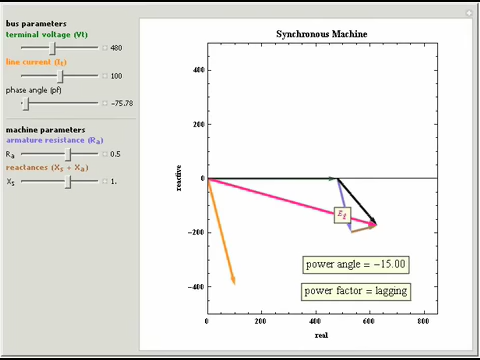 bus parameters
terminal voltage (Vt)
480
line current (It)
100
phase angle (pf)
-75.78
machine parameters
armature resistance (Ra)
Ra 0.5
reactances (Xs + Xa)
Xs 1.
Synchronous Machine
400
200
0
-200
-400
reactive
Eℓ
power angle = -15.00
power factor = lagging
0 200 400 600 800
real